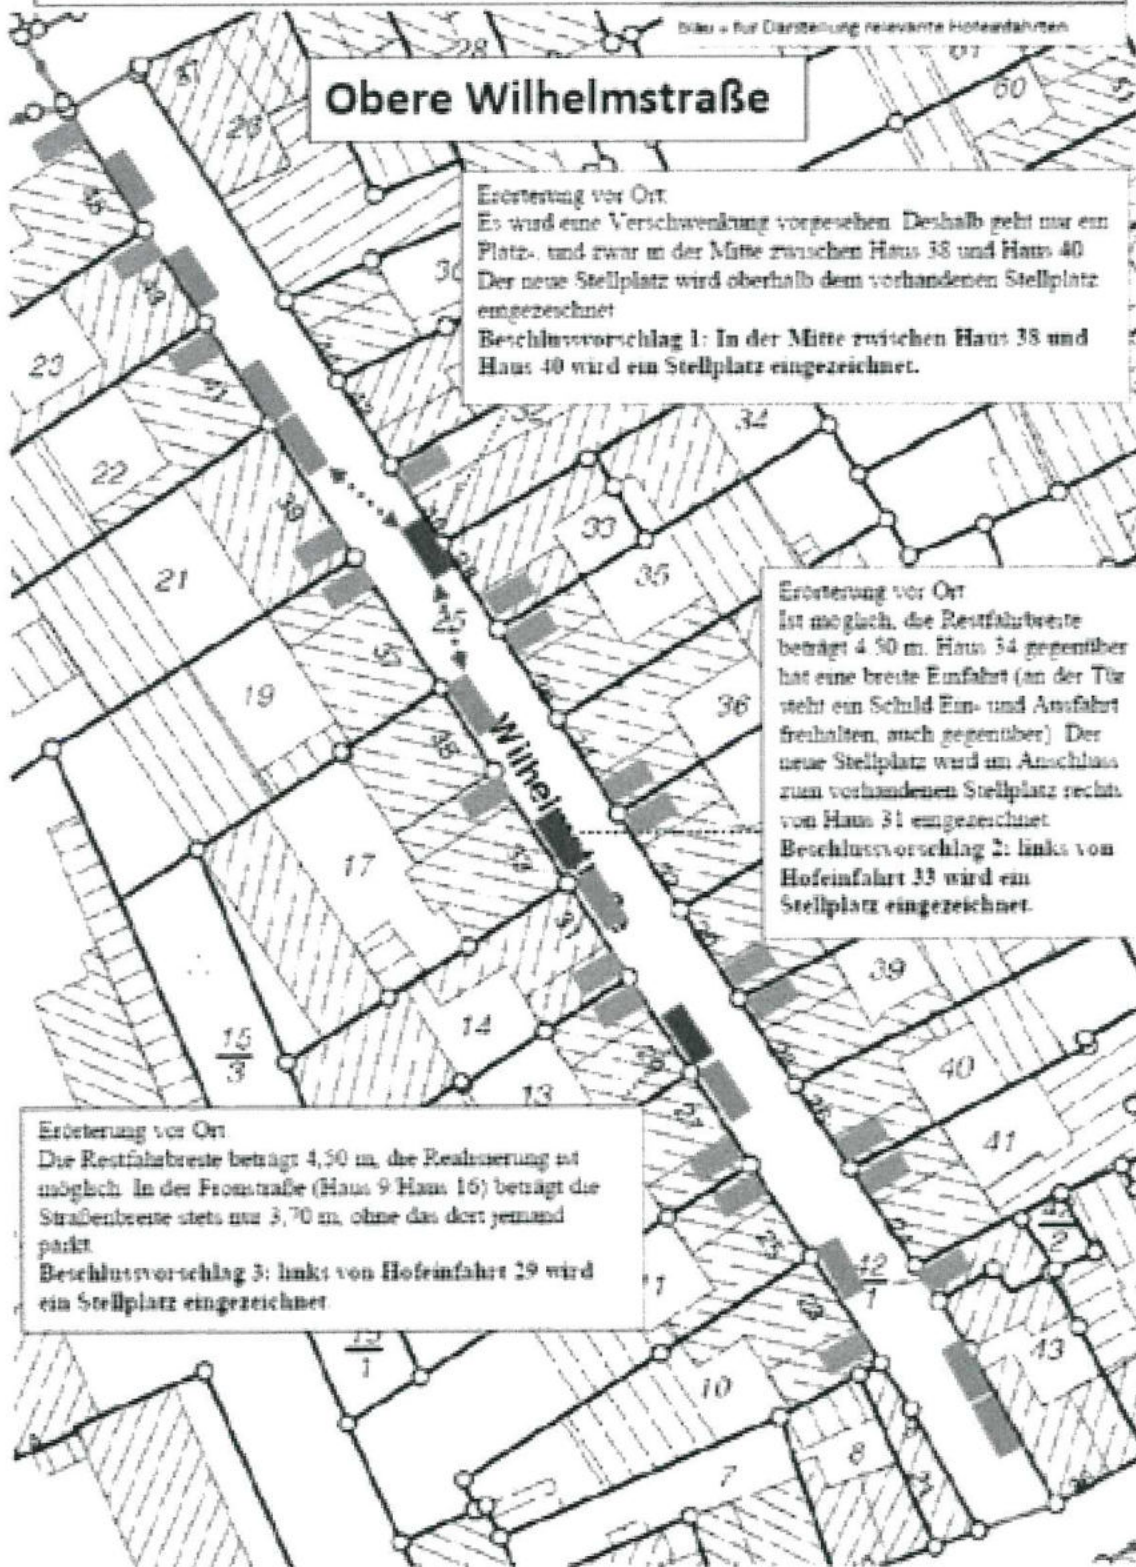 blau = für Darstellung relevante Hofeinfahrten
Obere Wilhelmstraße
Erörterung vor Ort
Es wird eine Verschwenkung vorgesehen. Deshalb geht nur ein
Platz-, und zwar in der Mitte zwischen Haus 38 und Haus 40
Der neue Stellplatz wird oberhalb dem vorhandenen Stellplatz
eingezeichnet
Beschlussvorschlag 1: In der Mitte zwischen Haus 38 und
Haus 40 wird ein Stellplatz eingezeichnet.
Erörterung vor Ort
Ist möglich, die Restfahrbreite
beträgt 4.50 m. Haus 34 gegenüber
hat eine breite Einfahrt (an der Tür
steht ein Schild Ein- und Ausfahrt
freihalten, auch gegenüber) Der
neue Stellplatz wird im Anschluss
zum vorhandenen Stellplatz rechts
von Haus 31 eingezeichnet
Beschlussvorschlag 2: links von
Hofeinfahrt 33 wird ein
Stellplatz eingezeichnet.
Erörterung vor Ort
Die Restfahrbreite beträgt 4,50 m, die Realisierung ist
möglich. In der Fronstraße (Haus 9/Haus 16) beträgt die
Straßenbreite stets nur 3,70 m, ohne das dort jemand
parkt
Beschlussvorschlag 3: links von Hofeinfahrt 29 wird
ein Stellplatz eingezeichnet
28
60
26
23
34
22
33
21
35
25
19
36
17
39
14
15
3
40
13
41
42
1
15
1
43
10
8
7